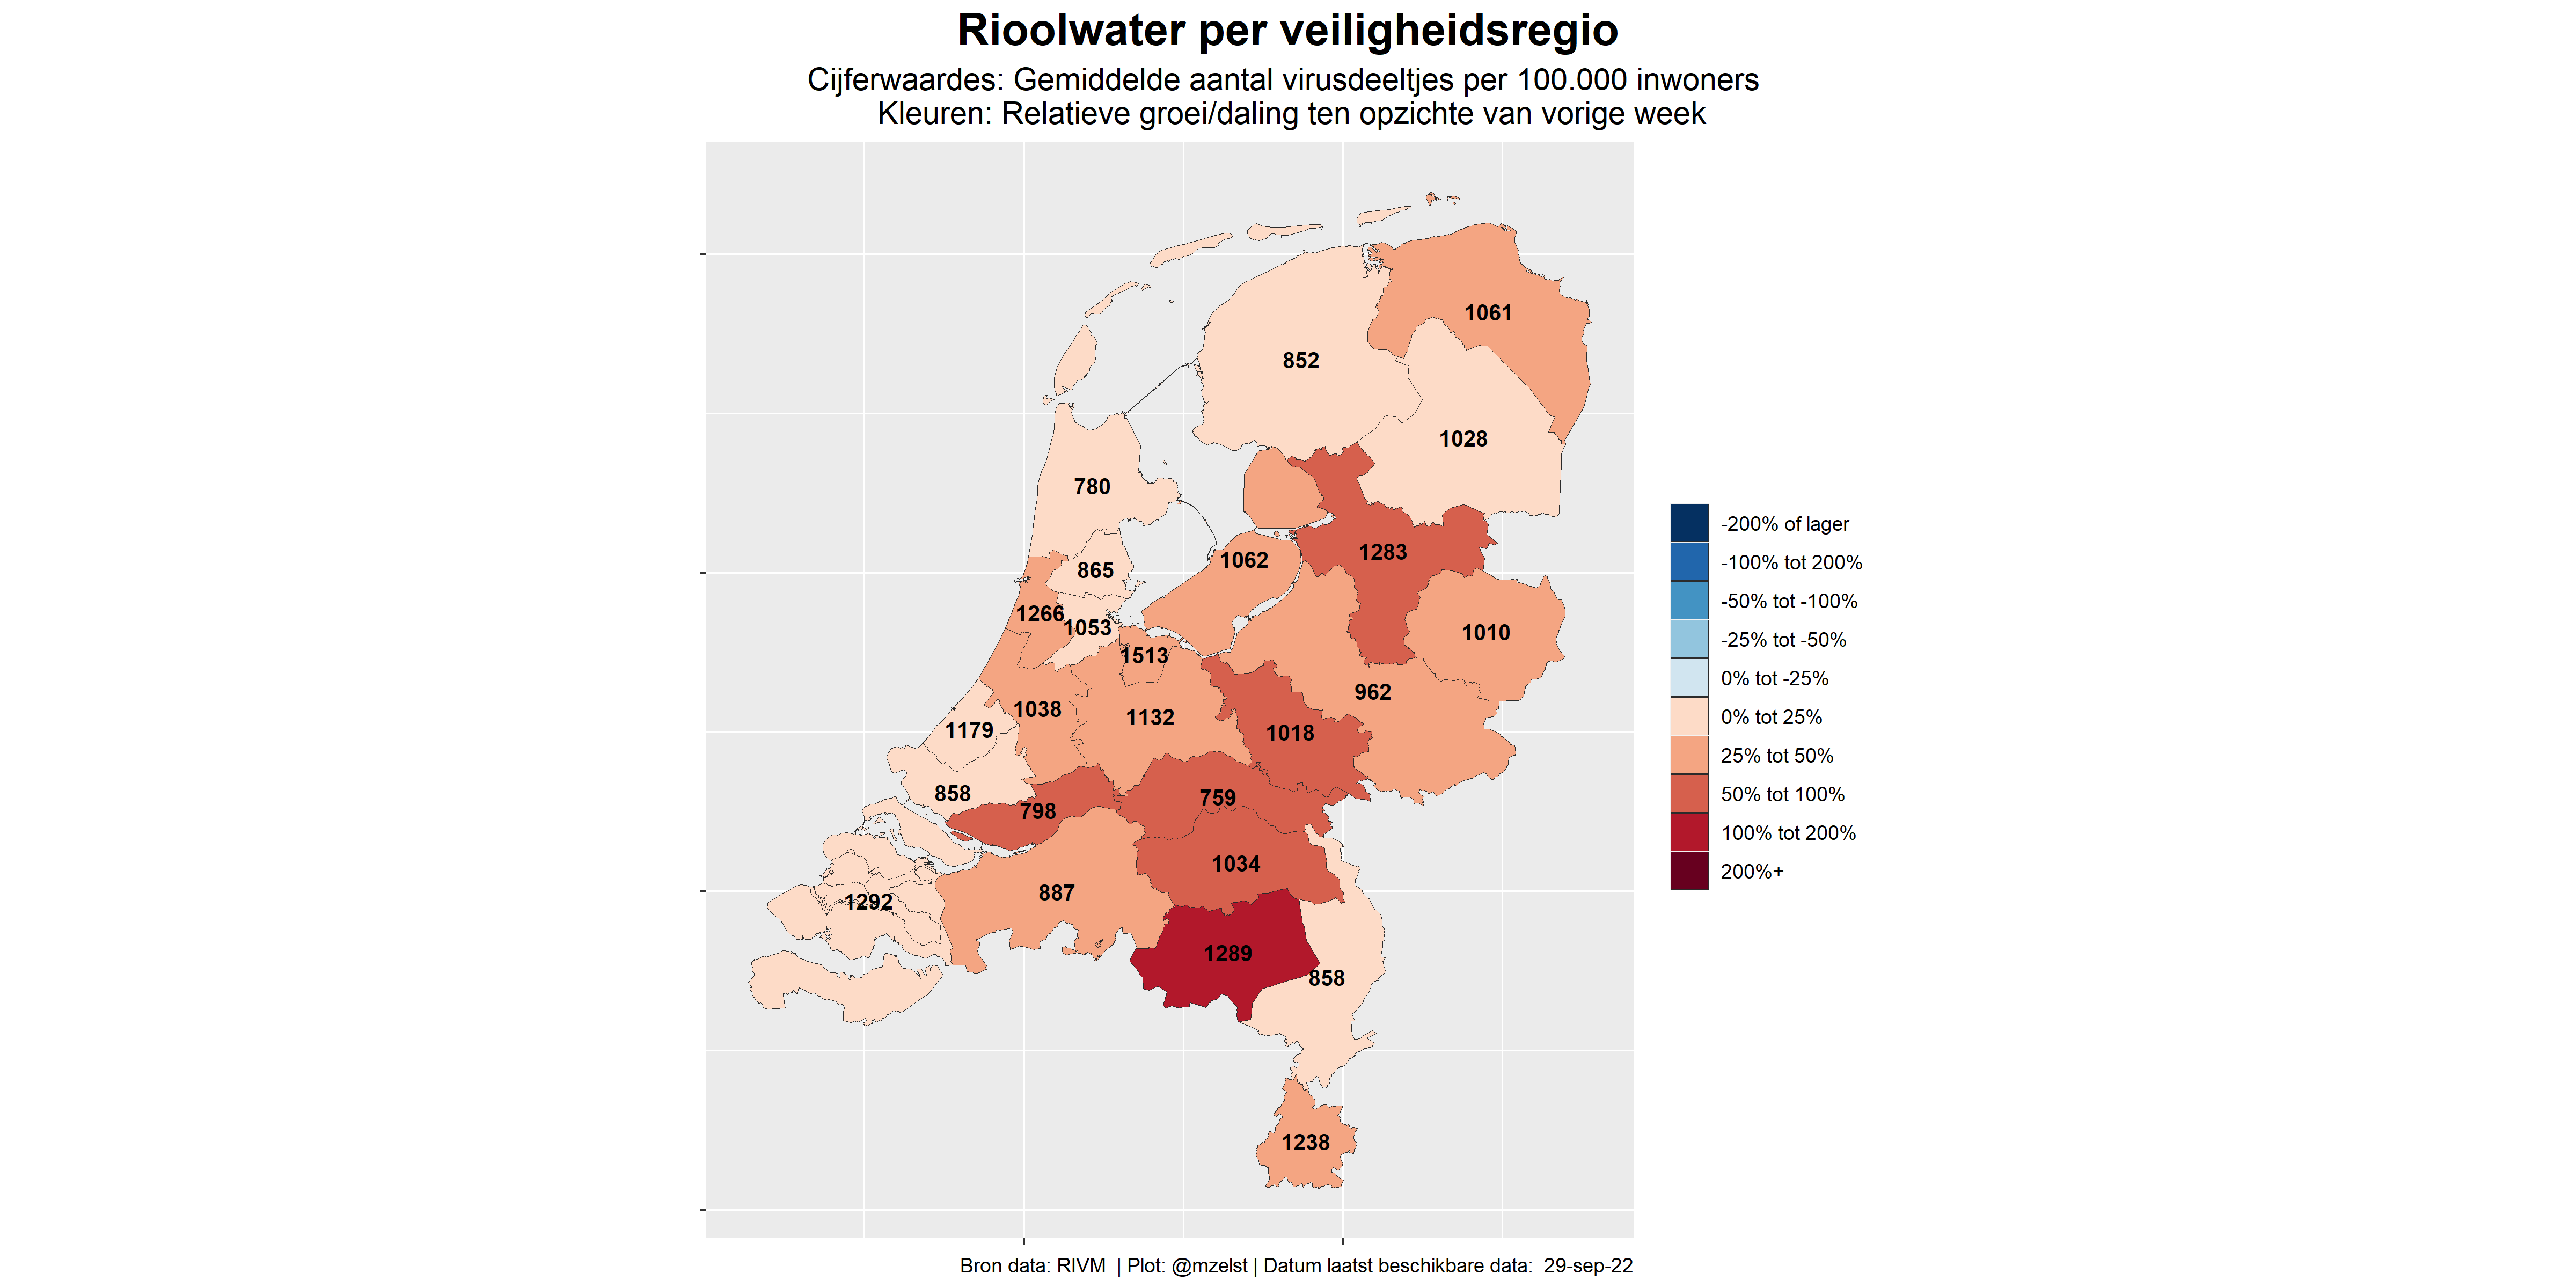 Rioolwater per veiligheidsregio
Cijferwaardes: Gemiddelde aantal virusdeeltjes per 100.000 inwoners
Kleuren: Relatieve groei/daling ten opzichte van vorige week
1061
852
1028
780
1283
1062
865
1266
1053
1010
1513
962
1038
1132
1179
1018
858
759
798
1034
887
1292
1289
858
1238
-200% of lager
-100% tot 200%
-50% tot -100%
-25% tot -50%
0% tot -25%
0% tot 25%
25% tot 50%
50% tot 100%
100% tot 200%
200%+
Bron data: RIVM | Plot: @mzelst | Datum laatst beschikbare data: 29-sep-22